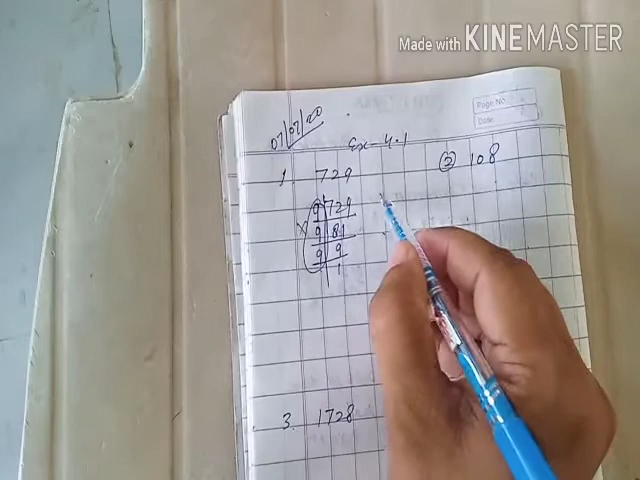 Made with KINEMASTER
Page No.
Date
07/07/20
Ex-4.1
1. 729
② 108
9 729
9 81
9 9
1
3. 1728